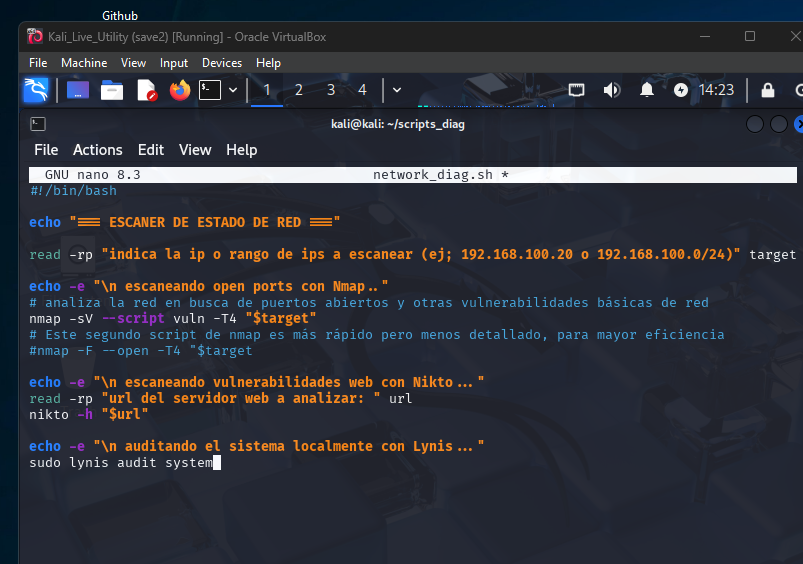 Github
Kali_Live_Utility (save2) [Running] - Oracle VirtualBox
File Machine View Input Devices Help
1 2 3 4 14:23
kali@kali: ~/scripts_diag
File Actions Edit View Help
GNU nano 8.3 network_diag.sh *
#!/bin/bash
echo "=== ESCANER DE ESTADO DE RED ==="
read -rp "indica la ip o rango de ips a escanear (ej; 192.168.100.20 o 192.168.100.0/24)" target
echo -e "\n escaneando open ports con Nmap.."
# analiza la red en busca de puertos abiertos y otras vulnerabilidades básicas de red
nmap -sV --script vuln -T4 "$target"
# Este segundo script de nmap es más rápido pero menos detallado, para mayor eficiencia
#nmap -F --open -T4 "$target
echo -e "\n escaneando vulnerabilidades web con Nikto..."
read -rp "url del servidor web a analizar: " url
nikto -h "$url"
echo -e "\n auditando el sistema localmente con Lynis..."
sudo lynis audit system